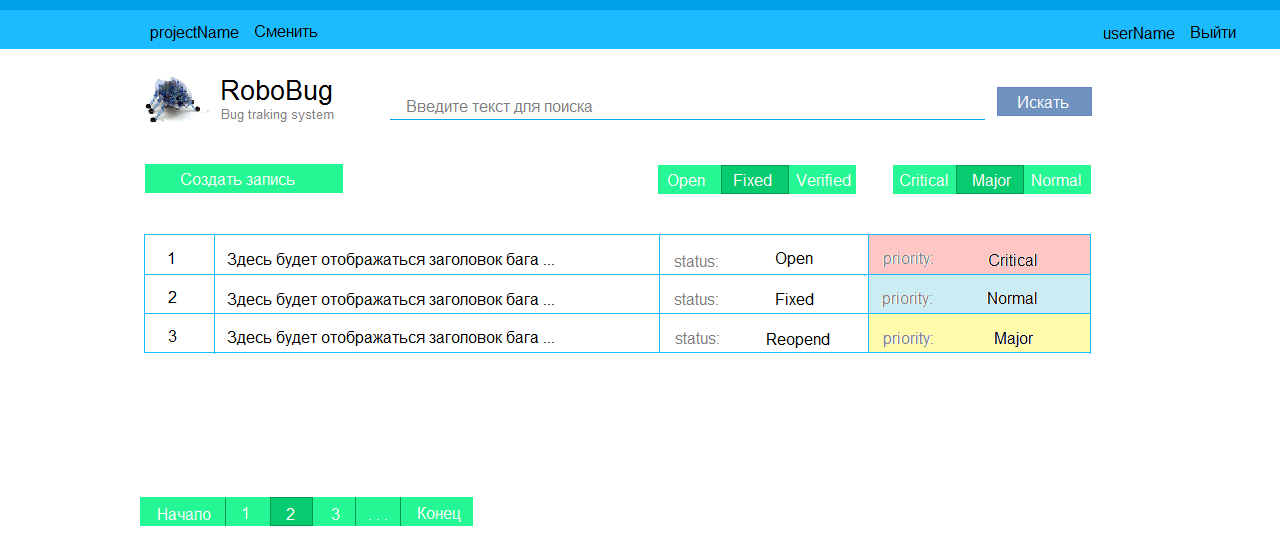 projectName Сменить userName Выйти
RoboBug
Bug traking system
Введите текст для поиска Искать
Создать запись Open Fixed Verified Critical Major Normal
1 Здесь будет отображаться заголовок бага ... status: Open priority: Critical
2 Здесь будет отображаться заголовок бага ... status: Fixed priority: Normal
3 Здесь будет отображаться заголовок бага ... status: Reopend priority: Major
Начало 1 2 3 . . . Конец